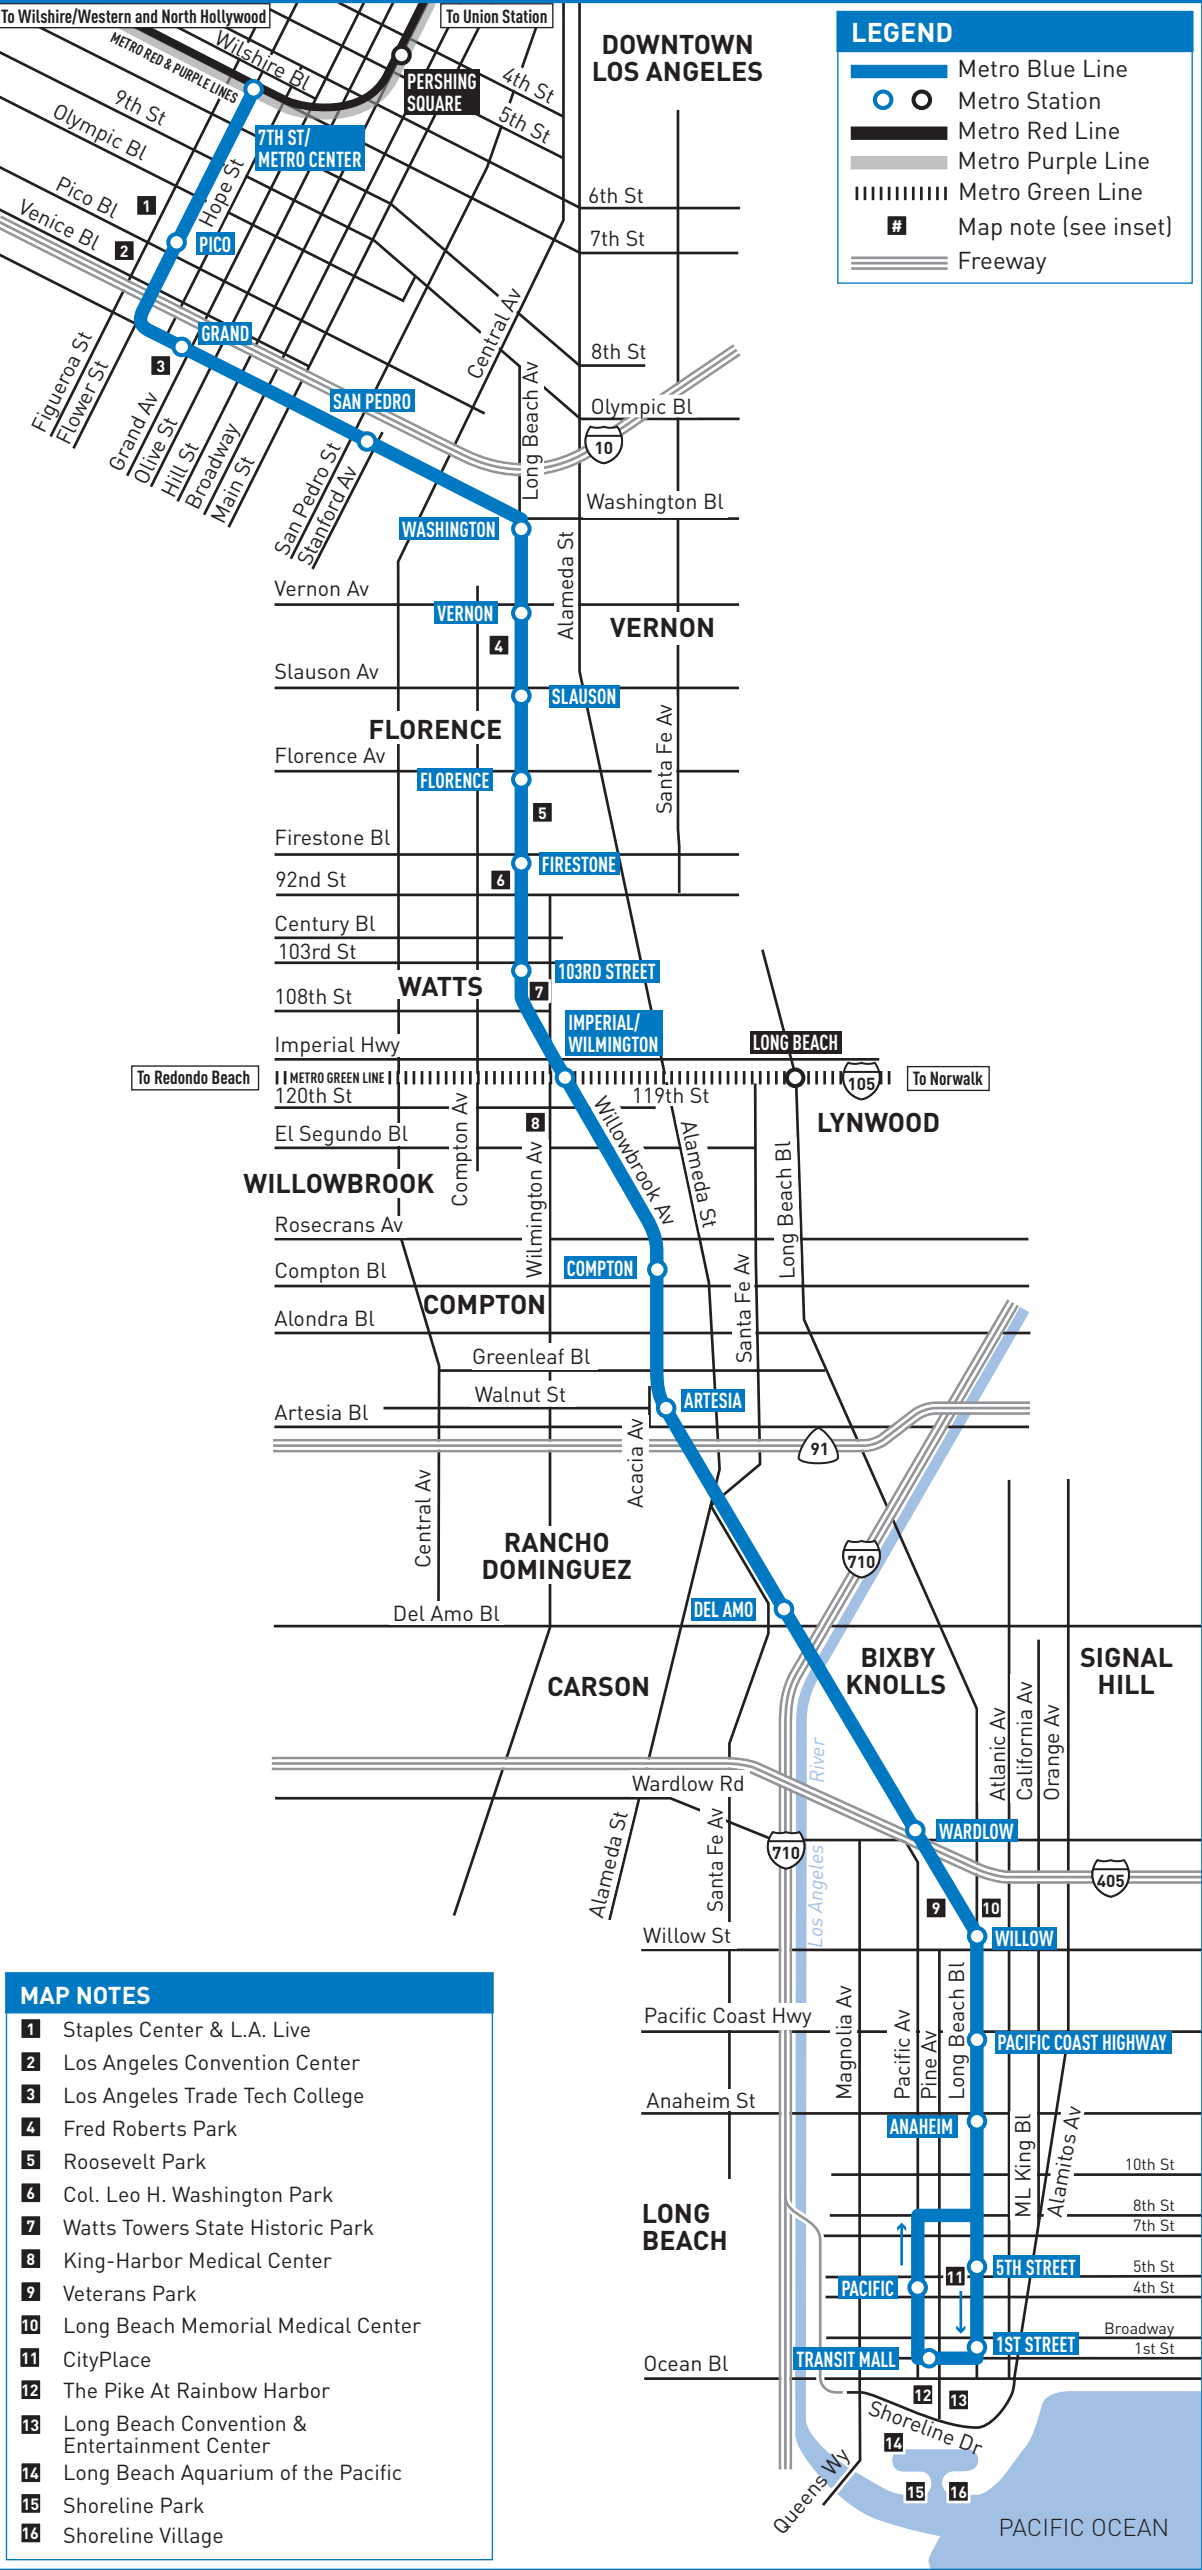 To Wilshire/Western and North Hollywood
To Union Station
DOWNTOWN
LOS ANGELES
LEGEND
Metro Blue Line
Metro Station
Metro Red Line
Metro Purple Line
Metro Green Line
# Map note (see inset)
Freeway
METRO RED & PURPLE LINES
Wilshire Bl
PERSHING
SQUARE
4th St
5th St
9th St
Olympic Bl
7TH ST/
METRO CENTER
Hope St
Pico Bl
Venice Bl
1
2
PICO
6th St
7th St
Central Av
GRAND
3
8th St
Figueroa St
Flower St
Grand Av
Olive St
Hill St
Broadway
Main St
SAN PEDRO
San Pedro St
Stanford Av
Long Beach Av
Olympic Bl
10
Washington Bl
WASHINGTON
Alameda St
Vernon Av
VERNON
VERNON
4
Slauson Av
SLAUSON
FLORENCE
Santa Fe Av
Florence Av
FLORENCE
5
Firestone Bl
FIRESTONE
92nd St
6
Century Bl
103rd St
103RD STREET
WATTS
7
108th St
IMPERIAL/
WILMINGTON
Imperial Hwy
LONG BEACH
To Redondo Beach
METRO GREEN LINE
105
To Norwalk
120th St
119th St
LYNWOOD
8
El Segundo Bl
Compton Av
Wilmington Av
Willowbrook Av
Alameda St
Long Beach Bl
WILLOWBROOK
Rosecrans Av
Compton Bl
COMPTON
COMPTON
Santa Fe Av
Alondra Bl
Greenleaf Bl
Walnut St
ARTESIA
Artesia Bl
91
Acacia Av
Central Av
RANCHO
DOMINGUEZ
710
DEL AMO
Del Amo Bl
BIXBY
KNOLLS
SIGNAL
HILL
CARSON
Atlanic Av
California Av
Orange Av
Los Angeles River
Wardlow Rd
WARDLOW
Alameda St
Santa Fe Av
710
405
9
10
Willow St
WILLOW
Pacific Coast Hwy
Magnolia Av
Pacific Av
Pine Av
Long Beach Bl
PACIFIC COAST HIGHWAY
Anaheim St
ANAHEIM
ML King Bl
Alamitos Av
10th St
LONG
BEACH
8th St
7th St
5TH STREET
5th St
11
PACIFIC
4th St
Broadway
1ST STREET
1st St
TRANSIT MALL
Ocean Bl
12
13
Shoreline Dr
14
Queens Wy
15
16
PACIFIC OCEAN
MAP NOTES
1 Staples Center & L.A. Live
2 Los Angeles Convention Center
3 Los Angeles Trade Tech College
4 Fred Roberts Park
5 Roosevelt Park
6 Col. Leo H. Washington Park
7 Watts Towers State Historic Park
8 King-Harbor Medical Center
9 Veterans Park
10 Long Beach Memorial Medical Center
11 CityPlace
12 The Pike At Rainbow Harbor
13 Long Beach Convention &
Entertainment Center
14 Long Beach Aquarium of the Pacific
15 Shoreline Park
16 Shoreline Village